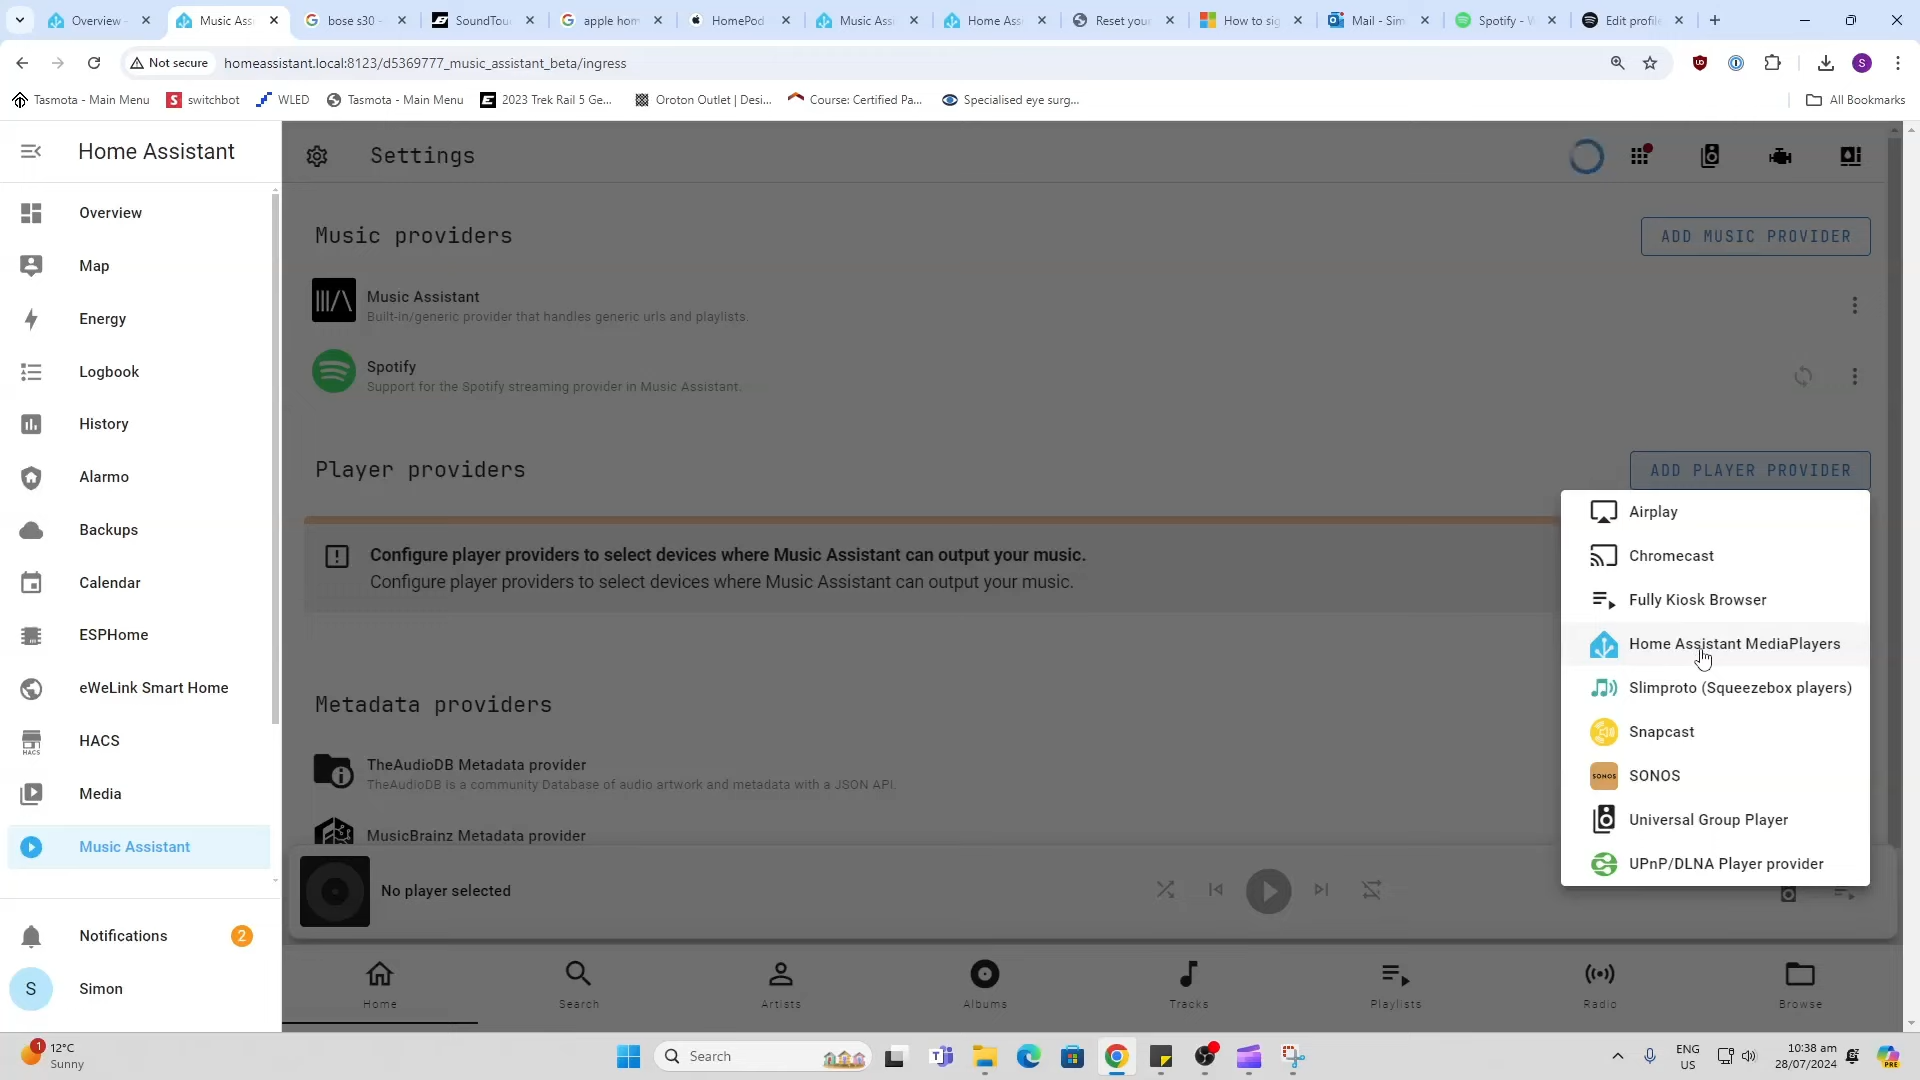 Overview -
Music Ass
bose s30 -
SoundTou
apple hom
HomePod
Music Ass
Home Ass
Reset your
How to sig
Mail - Sim
Spotify - W
Edit profile
Not secure
homeassistant.local:8123/d5369777_music_assistant_beta/ingress
S
Tasmota - Main Menu
switchbot
WLED
Tasmota - Main Menu
2023 Trek Rail 5 Ge...
Oroton Outlet | Desi...
Course: Certified Pa...
Specialised eye surg...
All Bookmarks
Home Assistant
Settings
Overview
Map
Energy
Logbook
History
Alarmo
Backups
Calendar
ESPHome
eWeLink Smart Home
HACS
HACS
Media
Music Assistant
Notifications
2
S
Simon
Music providers
ADD MUSIC PROVIDER
Music Assistant
Built-in/generic provider that handles generic urls and playlists.
Spotify
Support for the Spotify streaming provider in Music Assistant.
Player providers
ADD PLAYER PROVIDER
Configure player providers to select devices where Music Assistant can output your music.
Configure player providers to select devices where Music Assistant can output your music.
Airplay
Chromecast
Fully Kiosk Browser
Home Assistant MediaPlayers
Slimproto (Squeezebox players)
Snapcast
SONOS
SONOS
Universal Group Player
UPnP/DLNA Player provider
Metadata providers
TheAudioDB Metadata provider
TheAudioDB is a community Database of audio artwork and metadata with a JSON API.
MusicBrainz Metadata provider
No player selected
Home
Search
Artists
Albums
Tracks
Playlists
Radio
Browse
1
12°C
Sunny
Search
ENG
US
10:38 am
28/07/2024
PRE